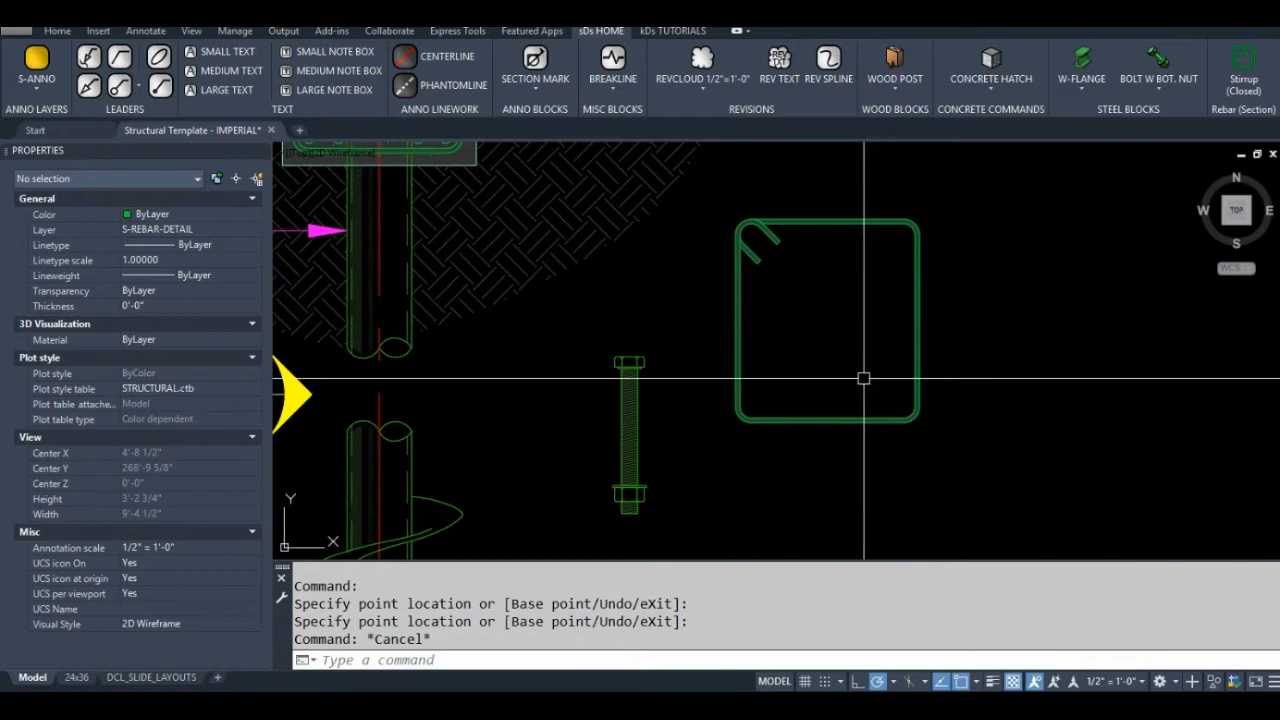 Home Insert Annotate View Manage Output Add-ins Collaborate Express Tools Featured Apps sDs HOME kDs TUTORIALS
S-ANNO
ANNO LAYERS
LEADERS
A SMALL TEXT
A MEDIUM TEXT
A LARGE TEXT
SMALL NOTE BOX
MEDIUM NOTE BOX
LARGE NOTE BOX
TEXT
CENTERLINE
PHANTOMLINE
ANNO LINEWORK
SECTION MARK
ANNO BLOCKS
BREAKLINE
MISC BLOCKS
REVCLOUD 1/2"=1'-0"
REV TEXT
REV SPLINE
REVISIONS
WOOD POST
WOOD BLOCKS
CONCRETE HATCH
CONCRETE COMMANDS
W-FLANGE
BOLT W BOT. NUT
STEEL BLOCKS
Stirrup
(Closed)
Rebar (Section)
Start
Structural Template - IMPERIAL*
PROPERTIES
No selection
General
Color ByLayer
Layer S-REBAR-DETAIL
Linetype ByLayer
Linetype scale 1.00000
Lineweight ByLayer
Transparency ByLayer
Thickness 0'-0"
3D Visualization
Material ByLayer
Plot style
Plot style ByColor
Plot style table STRUCTURAL.ctb
Plot table attache... Model
Plot table type Color dependent
View
Center X 4'-8 1/2"
Center Y 268'-9 5/8"
Center Z 0'-0"
Height 3'-2 3/4"
Width 9'-4 1/2"
Misc
Annotation scale 1/2" = 1'-0"
UCS icon On Yes
UCS icon at origin Yes
UCS per viewport Yes
UCS Name
Visual Style 2D Wireframe
N
W TOP E
S
WCS
Y
X
Command:
Specify point location or [Base point/Undo/eXit]:
Specify point location or [Base point/Undo/eXit]:
Command: *Cancel*
Type a command
Model 24x36 DCL_SLIDE_LAYOUTS +
MODEL 1/2" = 1'-0"